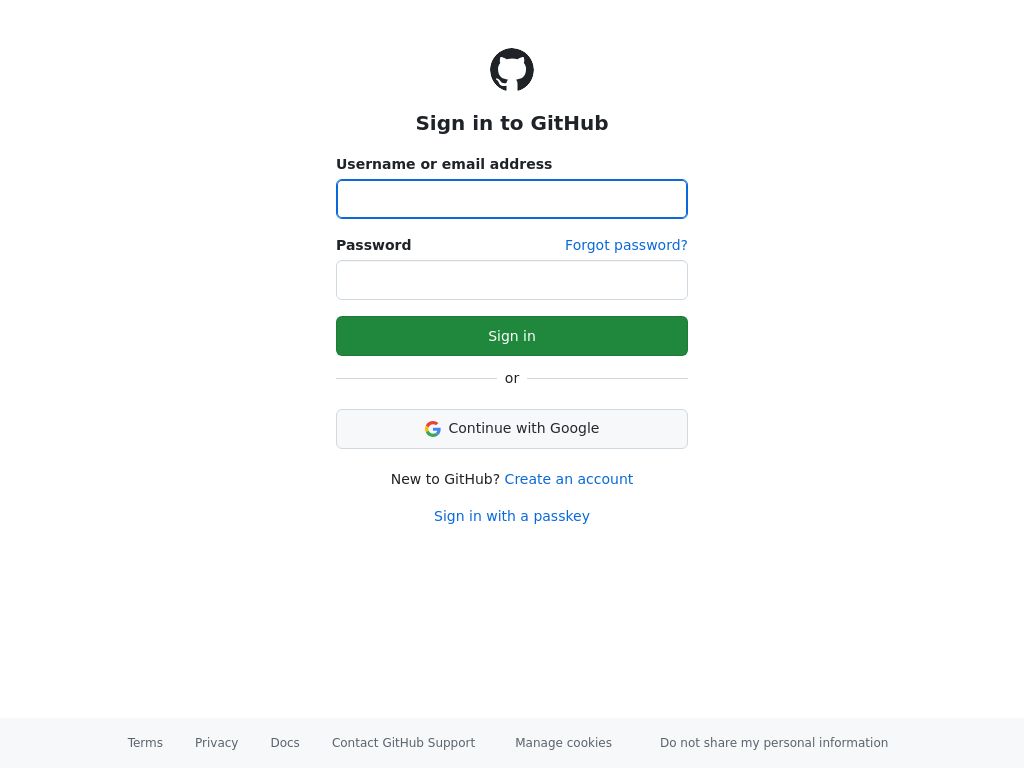 Sign in to GitHub
Username or email address
Password Forgot password?
Sign in
or
Continue with Google
New to GitHub? Create an account
Sign in with a passkey
Terms Privacy Docs Contact GitHub Support Manage cookies Do not share my personal information